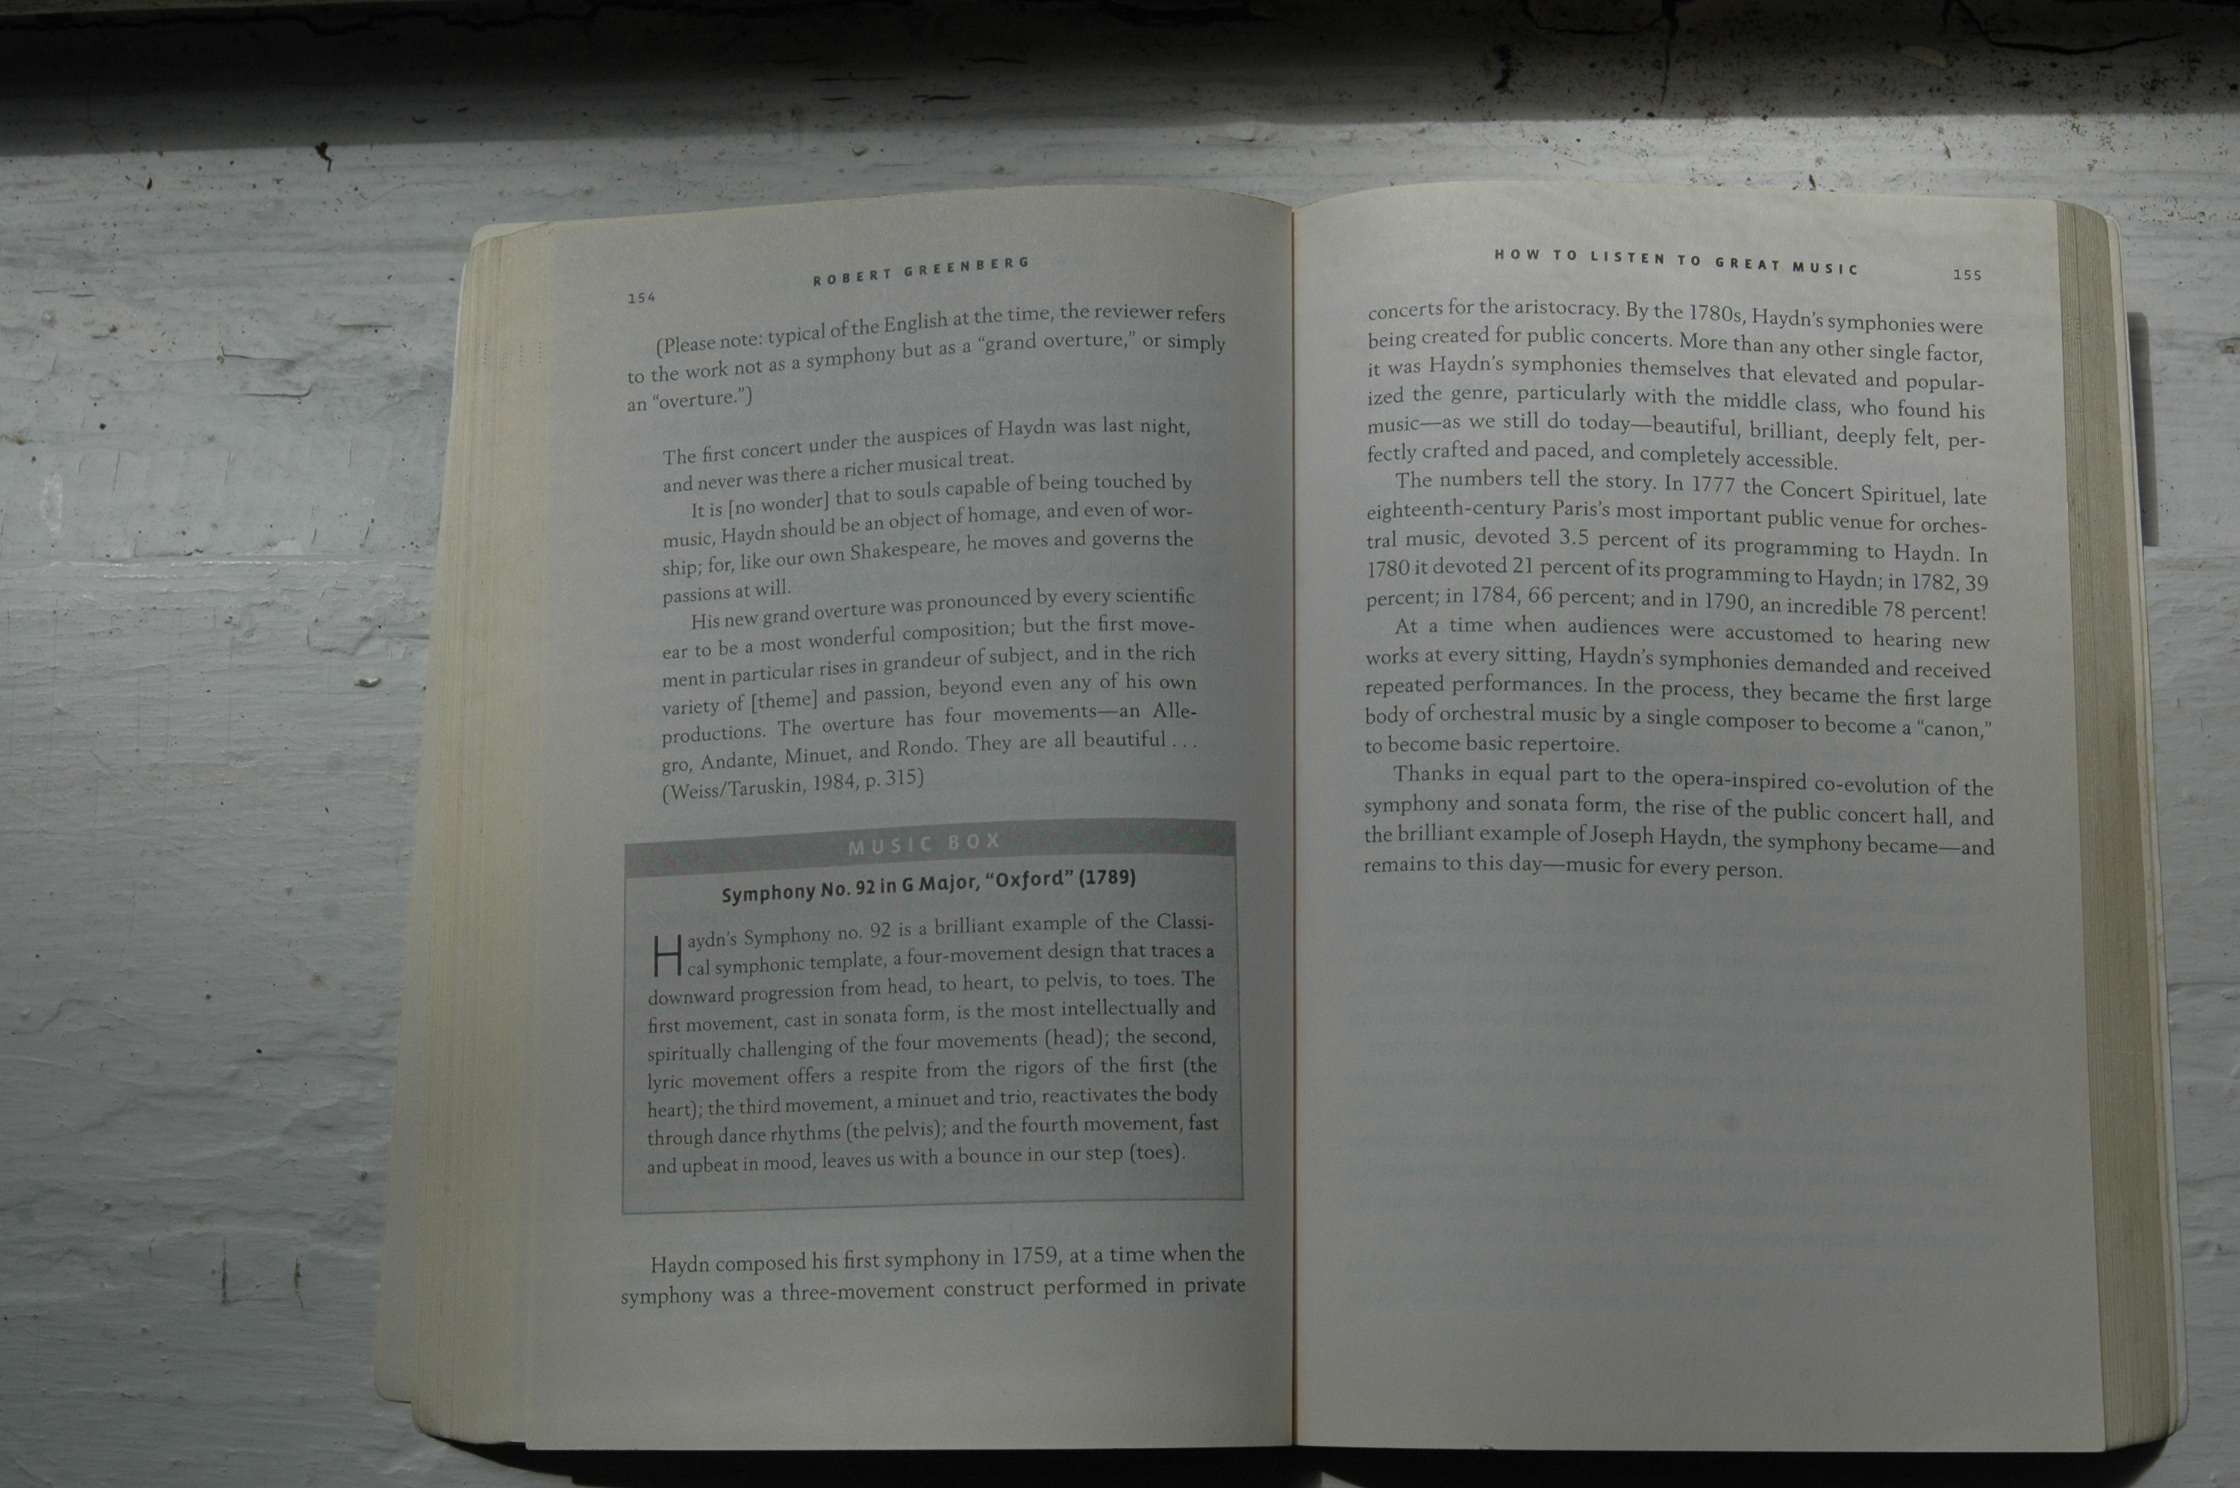 154
ROBERT GREENBERG
(Please note: typical of the English at the time, the reviewer refers
to the work not as a symphony but as a “grand overture,” or simply
an “overture.”)
The first concert under the auspices of Haydn was last night,
and never was there a richer musical treat.
It is [no wonder] that to souls capable of being touched by
music, Haydn should be an object of homage, and even of wor-
ship; for, like our own Shakespeare, he moves and governs the
passions at will.
His new grand overture was pronounced by every scientific
ear to be a most wonderful composition; but the first move-
ment in particular rises in grandeur of subject, and in the rich
variety of [theme] and passion, beyond even any of his own
productions. The overture has four movements—an Alle-
gro, Andante, Minuet, and Rondo. They are all beautiful . . .
(Weiss/Taruskin, 1984, p. 315)
MUSIC BOX
Symphony No. 92 in G Major, “Oxford” (1789)
Haydn’s Symphony no. 92 is a brilliant example of the Classi-
cal symphonic template, a four-movement design that traces a
downward progression from head, to heart, to pelvis, to toes. The
first movement, cast in sonata form, is the most intellectually and
spiritually challenging of the four movements (head); the second,
lyric movement offers a respite from the rigors of the first (the
heart); the third movement, a minuet and trio, reactivates the body
through dance rhythms (the pelvis); and the fourth movement, fast
and upbeat in mood, leaves us with a bounce in our step (toes).
Haydn composed his first symphony in 1759, at a time when the
symphony was a three-movement construct performed in private
HOW TO LISTEN TO GREAT MUSIC
155
concerts for the aristocracy. By the 1780s, Haydn’s symphonies were
being created for public concerts. More than any other single factor,
it was Haydn’s symphonies themselves that elevated and popular-
ized the genre, particularly with the middle class, who found his
music—as we still do today—beautiful, brilliant, deeply felt, per-
fectly crafted and paced, and completely accessible.
The numbers tell the story. In 1777 the Concert Spirituel, late
eighteenth-century Paris’s most important public venue for orches-
tral music, devoted 3.5 percent of its programming to Haydn. In
1780 it devoted 21 percent of its programming to Haydn; in 1782, 39
percent; in 1784, 66 percent; and in 1790, an incredible 78 percent!
At a time when audiences were accustomed to hearing new
works at every sitting, Haydn’s symphonies demanded and received
repeated performances. In the process, they became the first large
body of orchestral music by a single composer to become a “canon,”
to become basic repertoire.
Thanks in equal part to the opera-inspired co-evolution of the
symphony and sonata form, the rise of the public concert hall, and
the brilliant example of Joseph Haydn, the symphony became—and
remains to this day—music for every person.